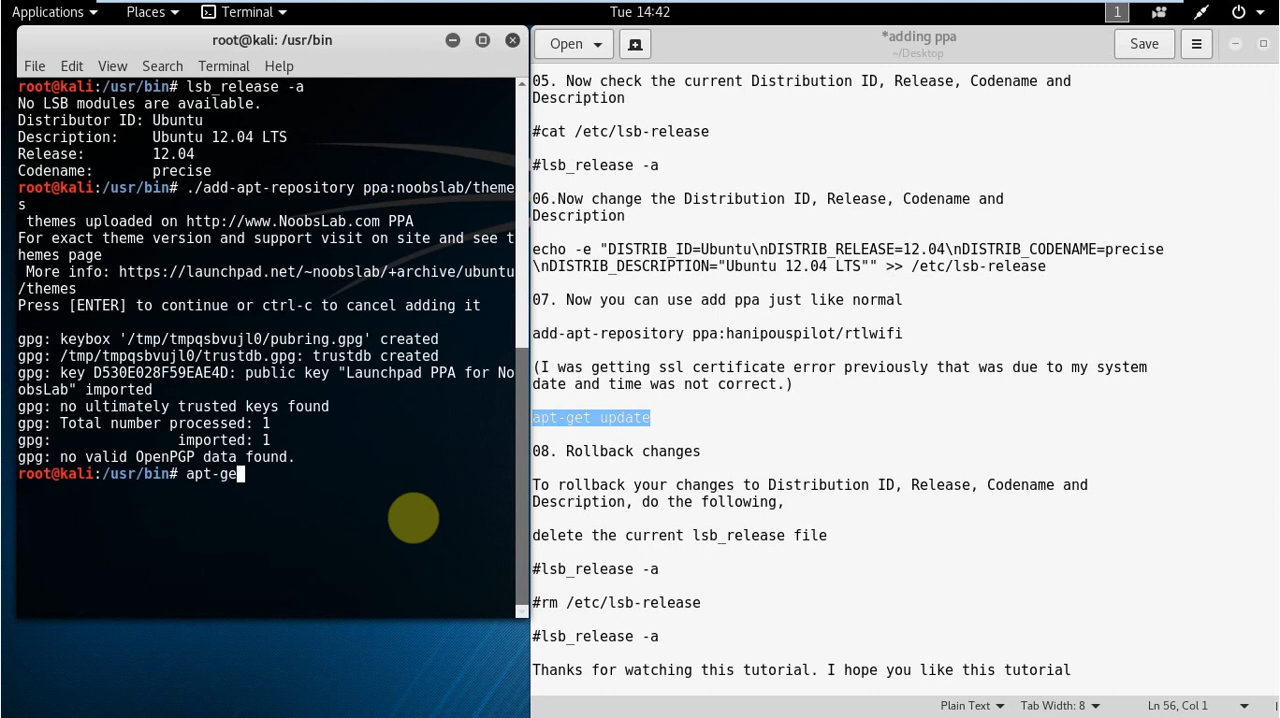 Applications Places Terminal Tue 14:42 1
root@kali: /usr/bin
File Edit View Search Terminal Help
root@kali:/usr/bin# lsb_release -a
No LSB modules are available.
Distributor ID: Ubuntu
Description: Ubuntu 12.04 LTS
Release: 12.04
Codename: precise
root@kali:/usr/bin# ./add-apt-repository ppa:noobslab/theme
s
themes uploaded on http://www.NoobsLab.com PPA
For exact theme version and support visit on site and see t
hemes page
More info: https://launchpad.net/~noobslab/+archive/ubuntu
/themes
Press [ENTER] to continue or ctrl-c to cancel adding it
gpg: keybox '/tmp/tmpqsbvujl0/pubring.gpg' created
gpg: /tmp/tmpqsbvujl0/trustdb.gpg: trustdb created
gpg: key D530E028F59EAE4D: public key "Launchpad PPA for No
obsLab" imported
gpg: no ultimately trusted keys found
gpg: Total number processed: 1
gpg: imported: 1
gpg: no valid OpenPGP data found.
root@kali:/usr/bin# apt-ge
Open
*adding ppa
~/Desktop
Save
05. Now check the current Distribution ID, Release, Codename and
Description
#cat /etc/lsb-release
#lsb_release -a
06.Now change the Distribution ID, Release, Codename and
Description
echo -e "DISTRIB_ID=Ubuntu\nDISTRIB_RELEASE=12.04\nDISTRIB_CODENAME=precise
\nDISTRIB_DESCRIPTION="Ubuntu 12.04 LTS"" >> /etc/lsb-release
07. Now you can use add ppa just like normal
add-apt-repository ppa:hanipouspilot/rtlwifi
(I was getting ssl certificate error previously that was due to my system
date and time was not correct.)
apt-get update
08. Rollback changes
To rollback your changes to Distribution ID, Release, Codename and
Description, do the following,
delete the current lsb_release file
#lsb_release -a
#rm /etc/lsb-release
#lsb_release -a
Thanks for watching this tutorial. I hope you like this tutorial
Plain Text Tab Width: 8 Ln 56, Col 1